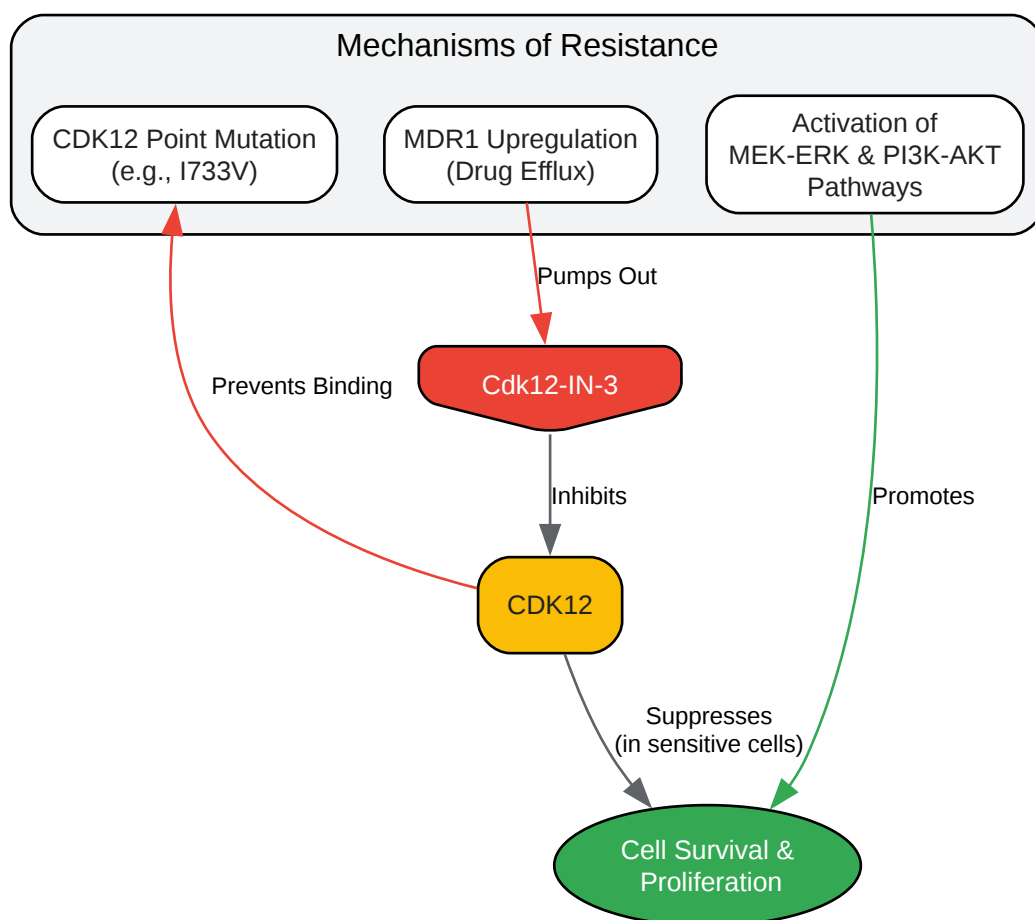 Mechanisms of Resistance
CDK12 Point Mutation
(e.g., I733V)
MDR1 Upregulation
(Drug Efflux)
Activation of
MEK-ERK & PI3K-AKT
Pathways
Pumps Out
Prevents Binding
Cdk12-IN-3
Inhibits
Promotes
CDK12
Suppresses
(in sensitive cells)
Cell Survival &
Proliferation